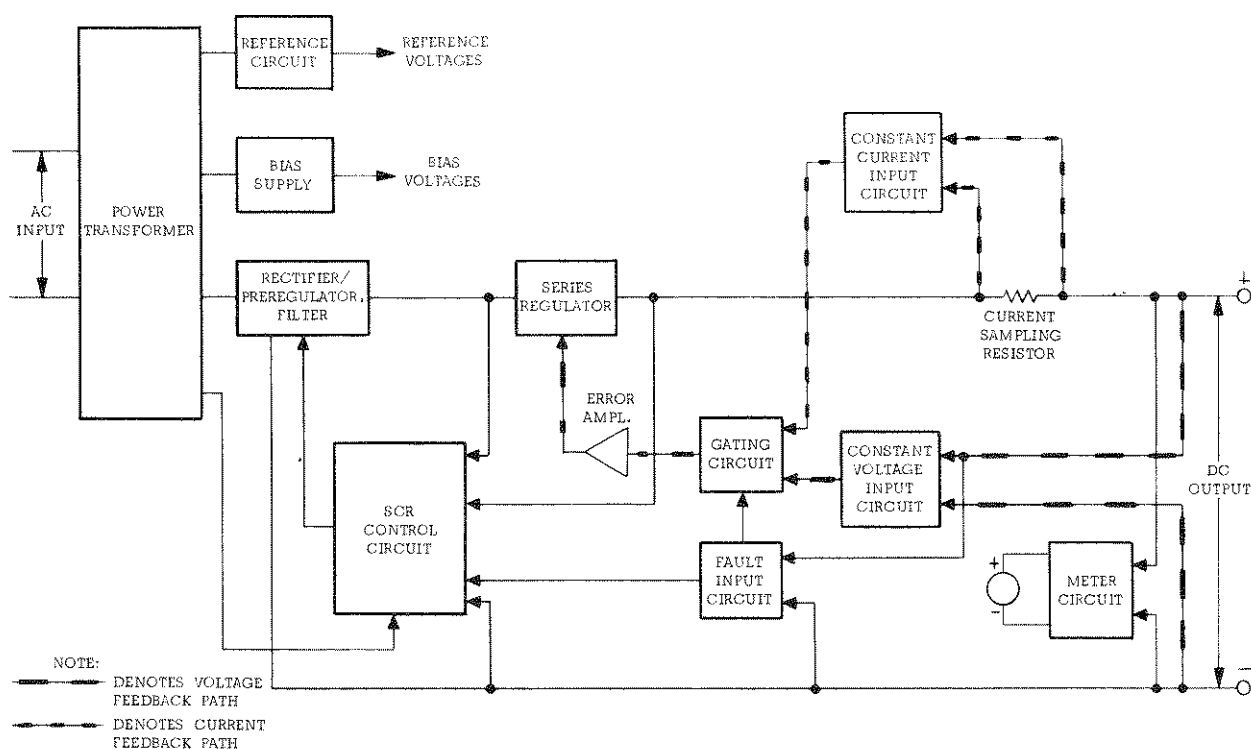 REFERENCE
CIRCUIT
REFERENCE
VOLTAGES
BIAS
SUPPLY
BIAS
VOLTAGES
AC
INPUT
POWER
TRANSFORMER
RECTIFIER/
PREREGULATOR,
FILTER
SERIES
REGULATOR
CONSTANT
CURRENT
INPUT
CIRCUIT
+
CURRENT
SAMPLING
RESISTOR
ERROR
AMPL.
GATING
CIRCUIT
CONSTANT
VOLTAGE
INPUT
CIRCUIT
DC
OUTPUT
SCR
CONTROL
CIRCUIT
FAULT
INPUT
CIRCUIT
+
-
METER
CIRCUIT
-
NOTE:
DENOTES VOLTAGE
FEEDBACK PATH
DENOTES CURRENT
FEEDBACK PATH